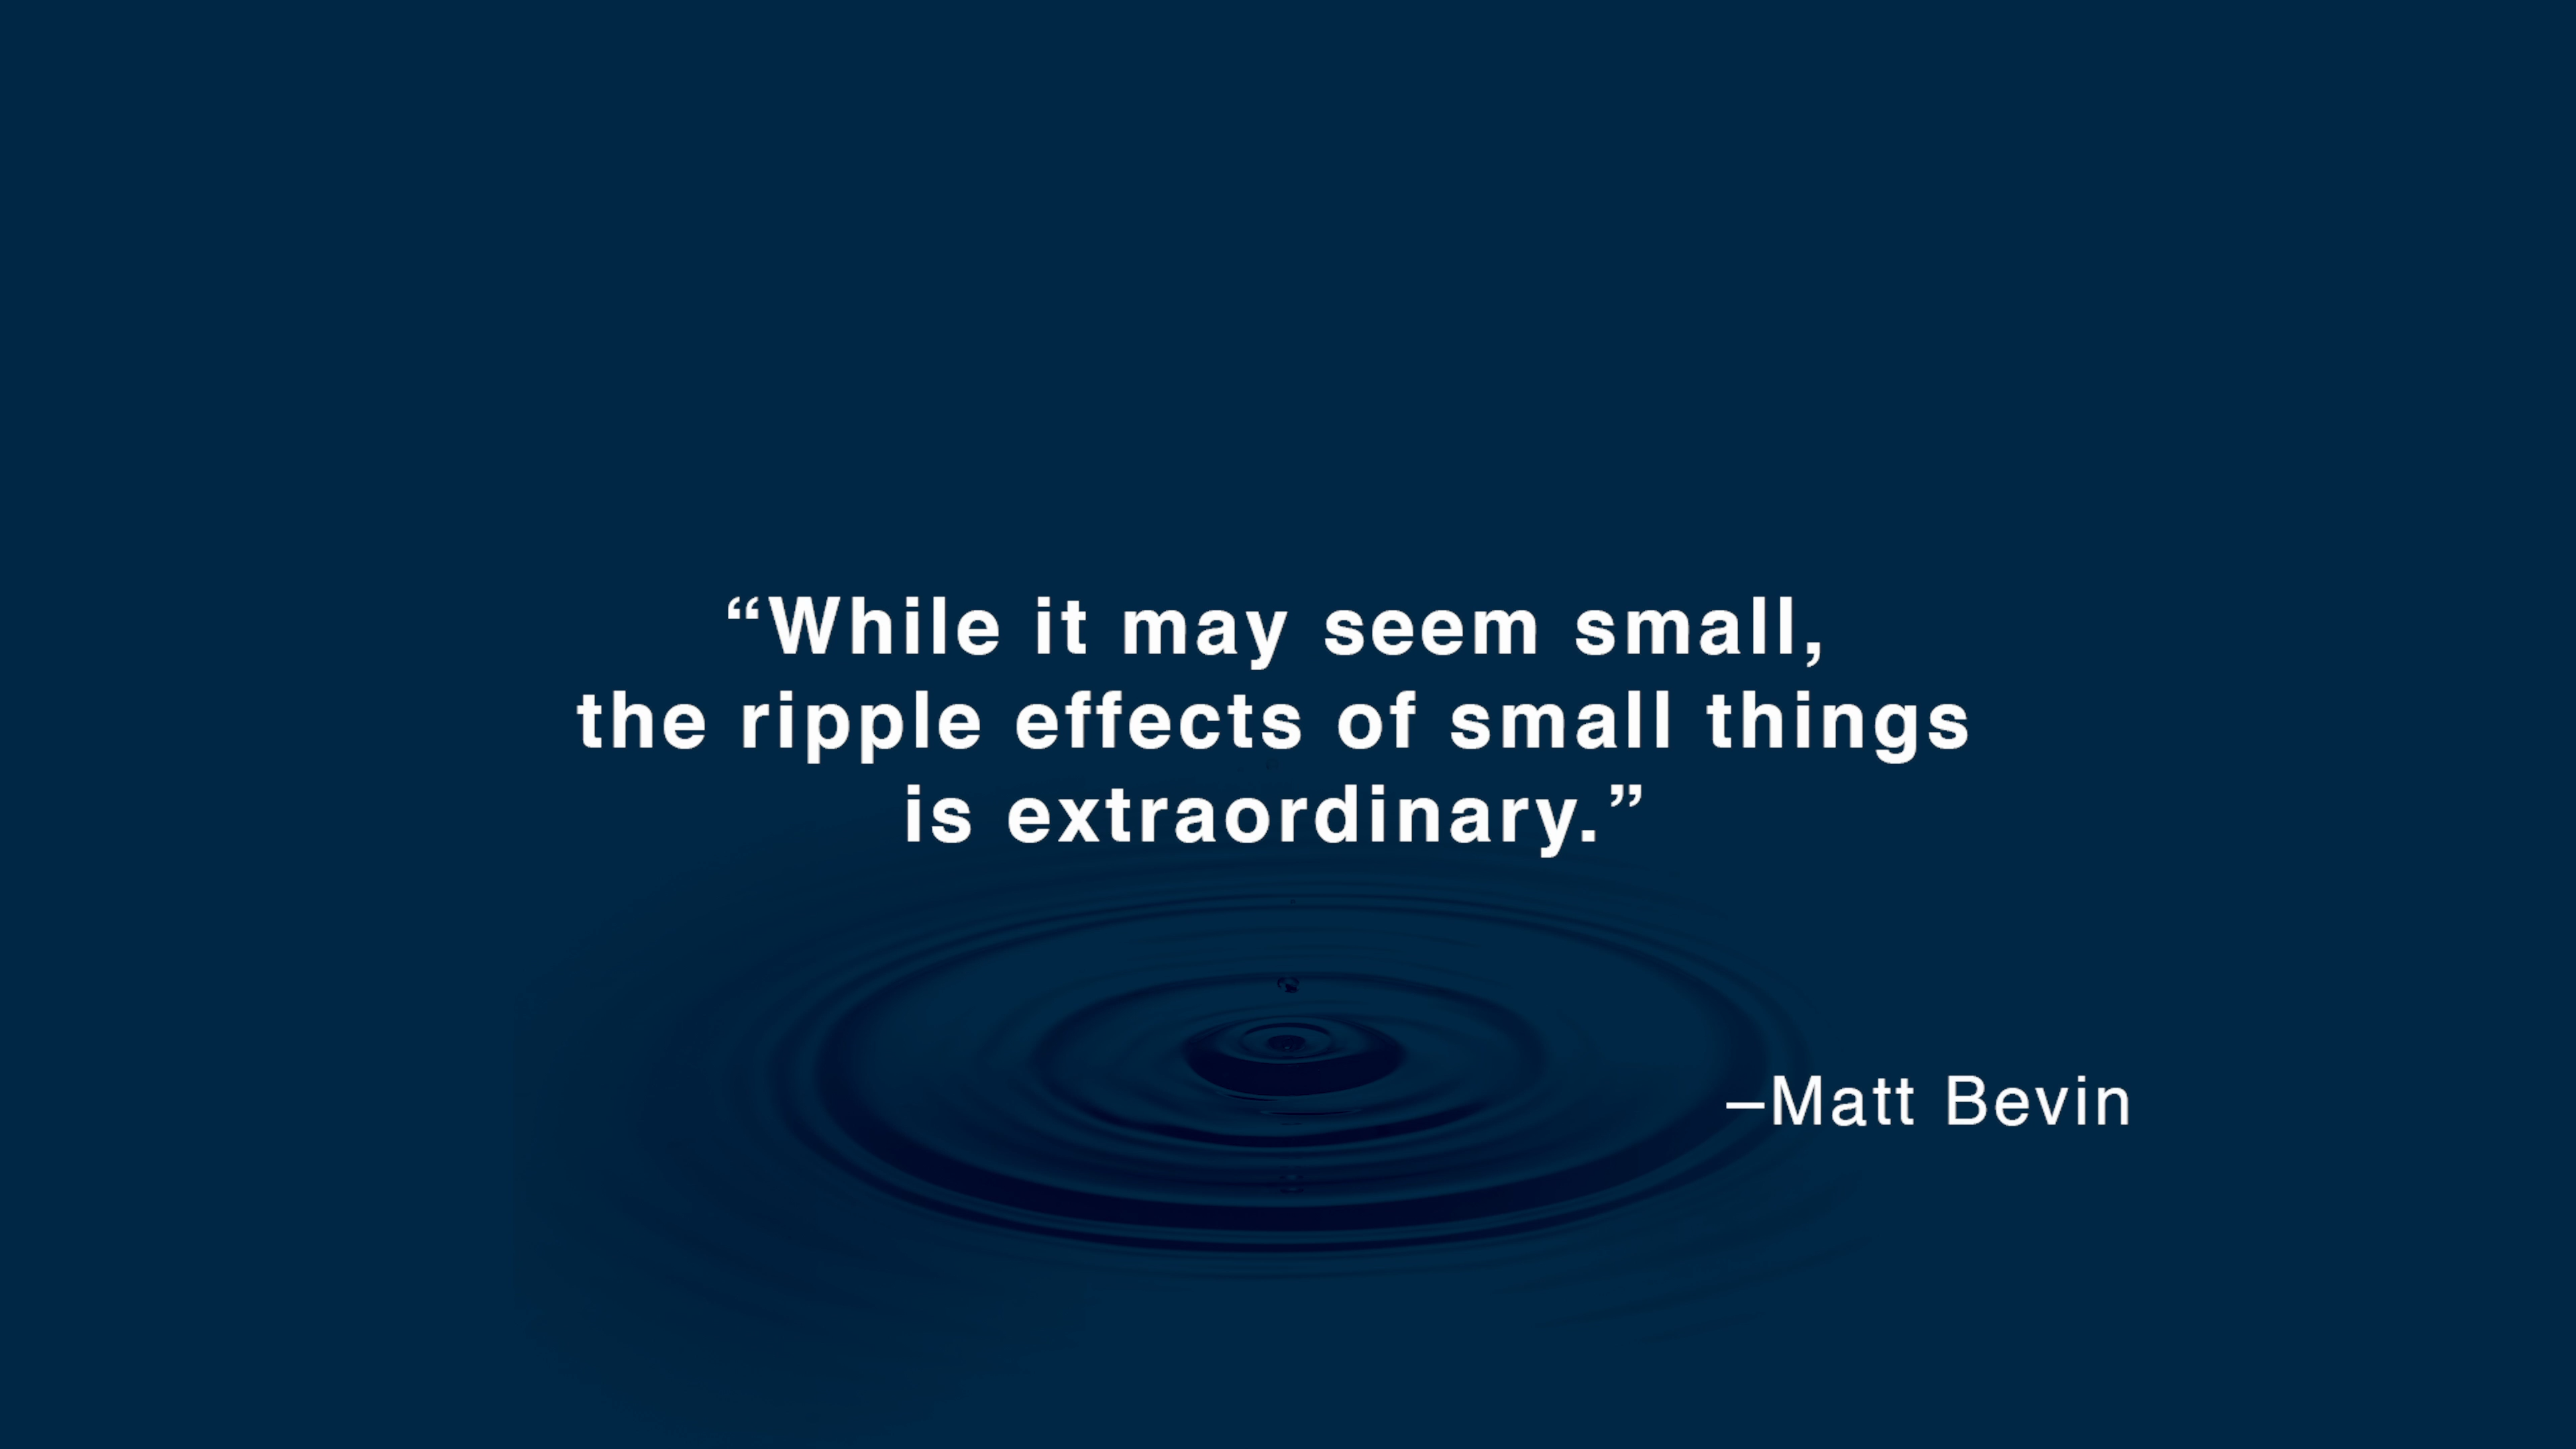 “While it may seem small,
the ripple effects of small things
is extraordinary.”
–Matt Bevin